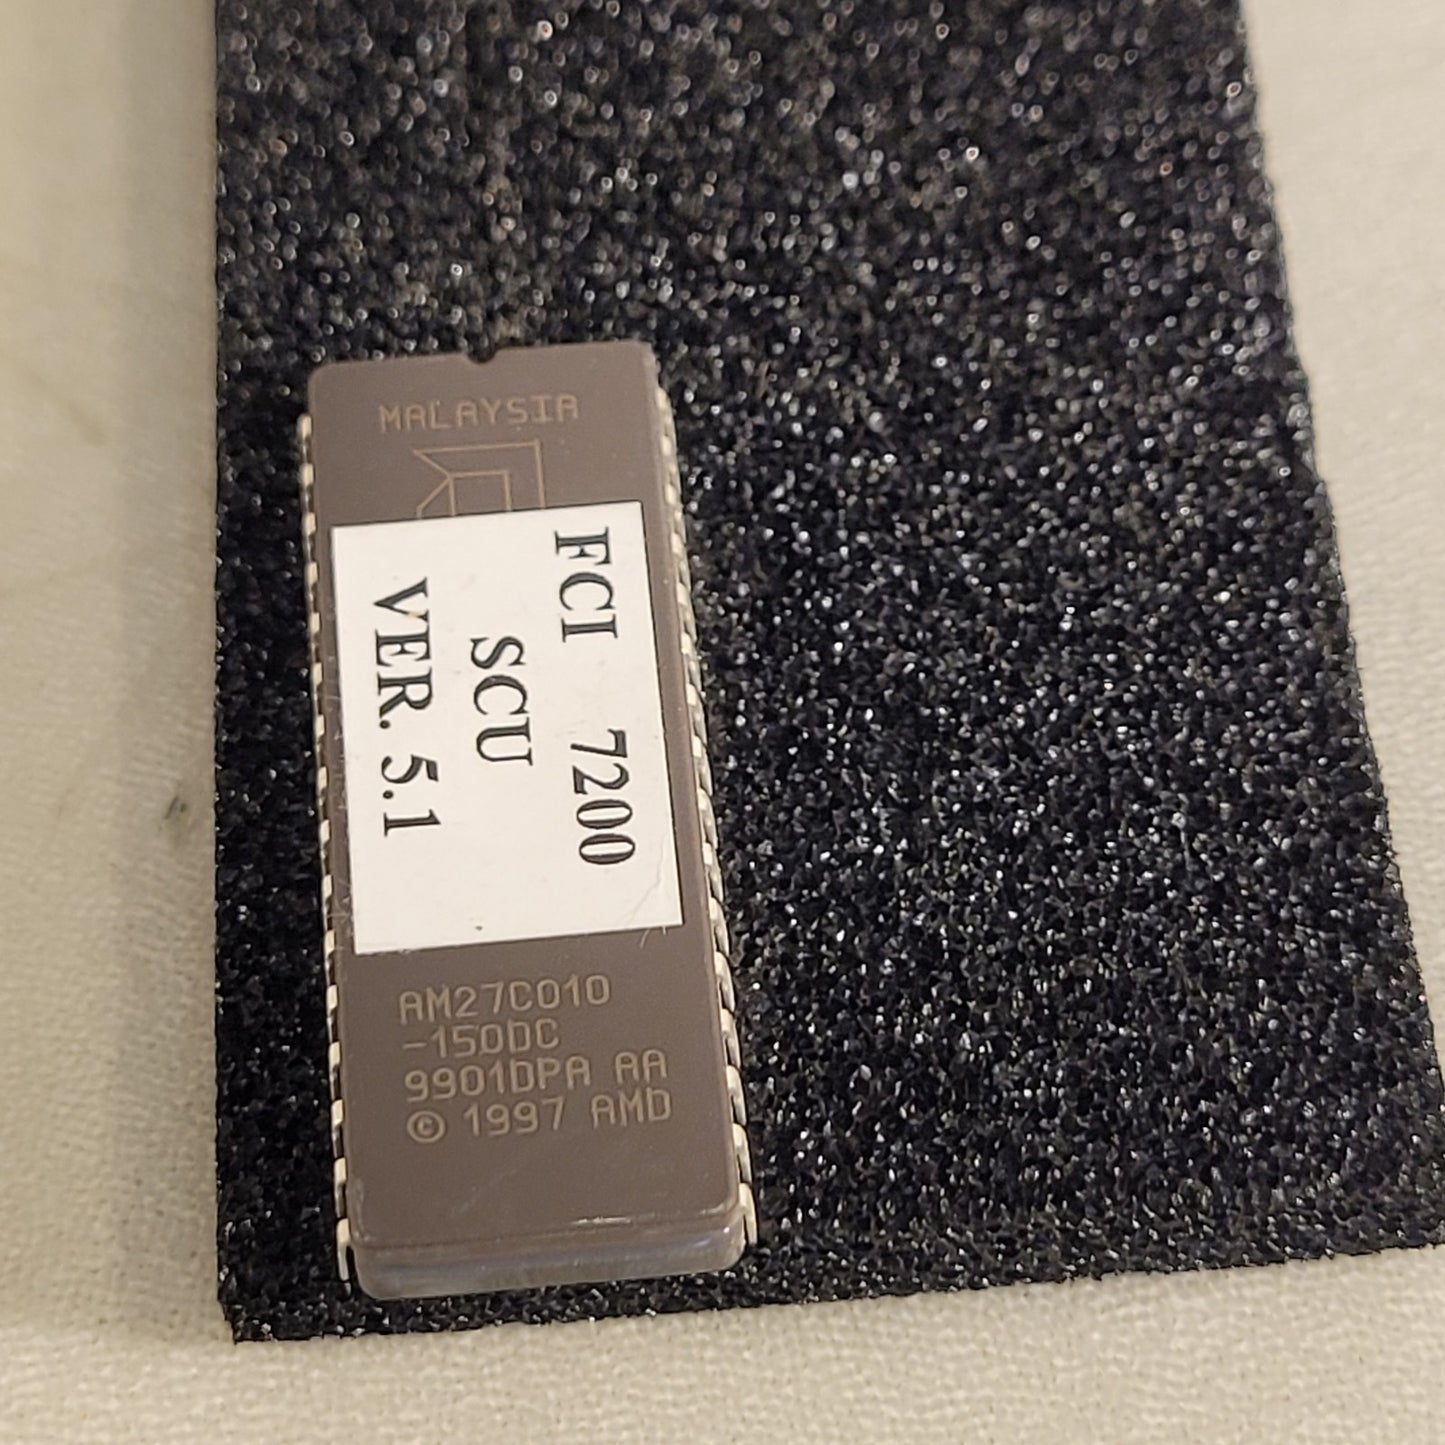 MALAYSIA
FCI 7200
SCU
VER. 5.1
AM27C010
-150DC
9901DPA AA
© 1997 AMD